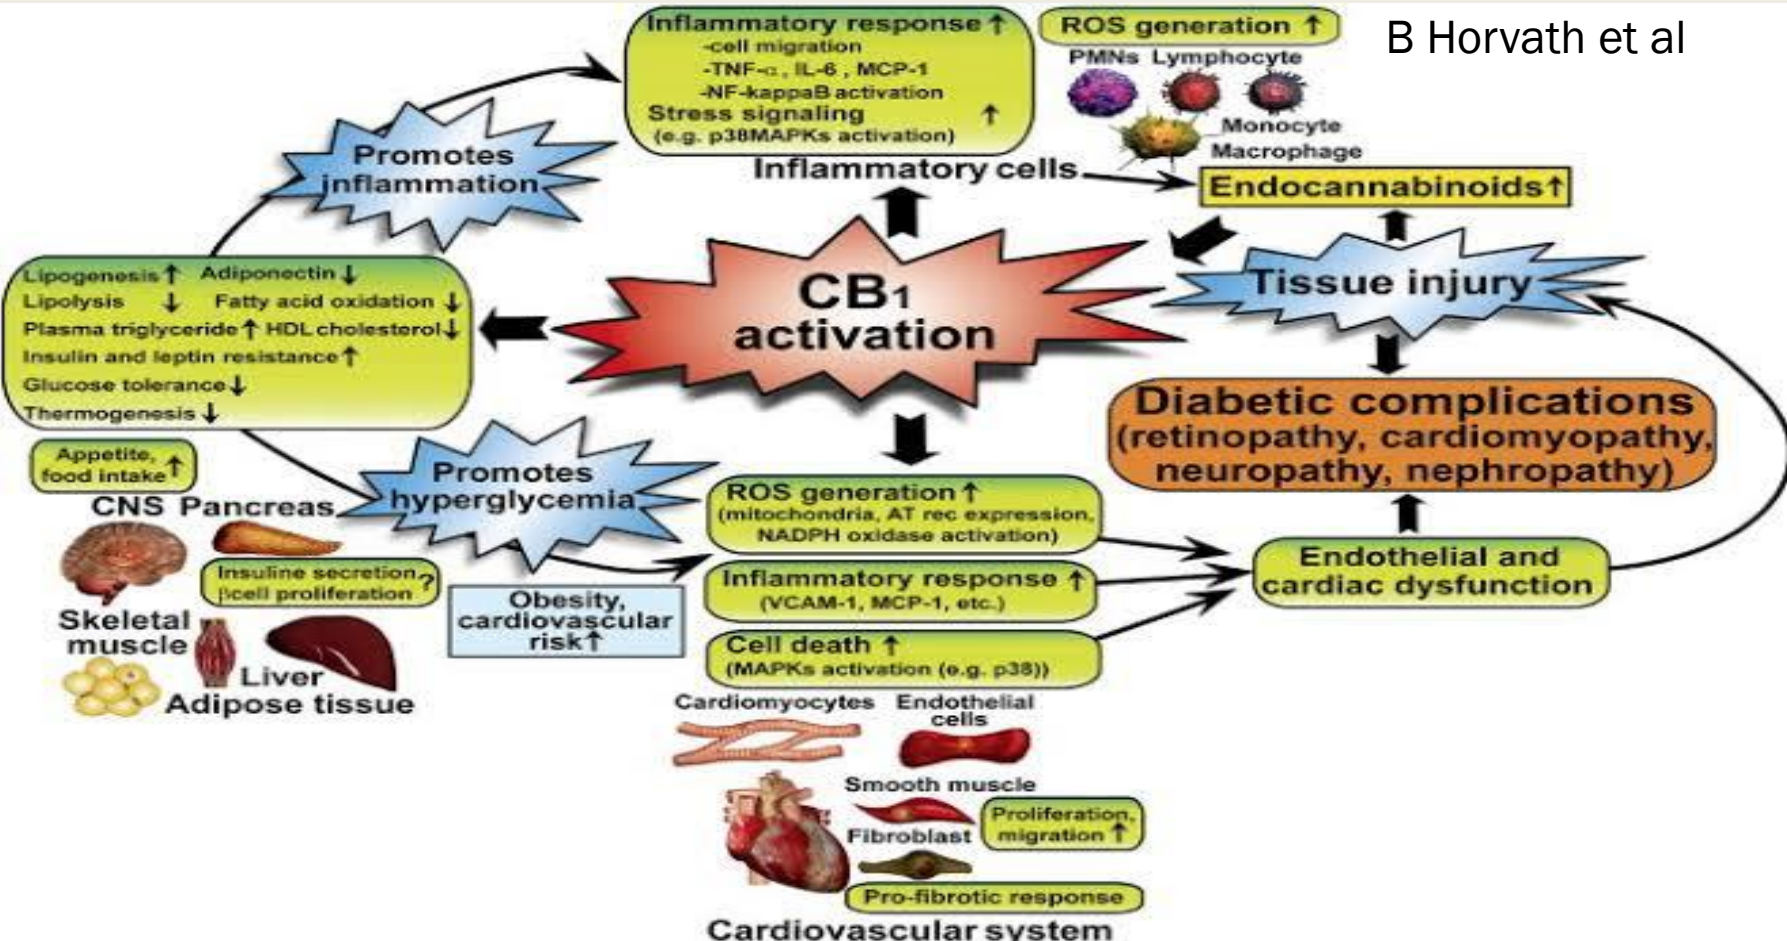 B Horvath et al
Inflammatory response ↑
-cell migration
-TNF-α, IL-6 , MCP-1
-NF-kappaB activation
Stress signaling ↑
(e.g. p38MAPKs activation)
Inflammatory cells
ROS generation ↑
PMNs Lymphocyte
Monocyte
Macrophage
Endocannabinoids↑
Promotes
inflammation
CB1
activation
Tissue injury
Lipogenesis↑ Adiponectin↓
Lipolysis ↓ Fatty acid oxidation ↓
Plasma triglyceride↑ HDL cholesterol↓
Insulin and leptin resistance↑
Glucose tolerance↓
Thermogenesis↓
Diabetic complications
(retinopathy, cardiomyopathy,
neuropathy, nephropathy)
Appetite,
food intake↑
CNS Pancreas
Insuline secretion,
βcell proliferation ?
Skeletal
muscle
Liver
Adipose tissue
Promotes
hyperglycemia
Obesity,
cardiovascular
risk↑
ROS generation↑
(mitochondria, AT rec expression,
NADPH oxidase activation)
Inflammatory response ↑
(VCAM-1, MCP-1, etc.)
Cell death ↑
(MAPKs activation (e.g. p38))
Endothelial and
cardiac dysfunction
Cardiomyocytes
Endothelial
cells
Smooth muscle
Fibroblast
Proliferation,
migration↑
Pro-fibrotic response
Cardiovascular system